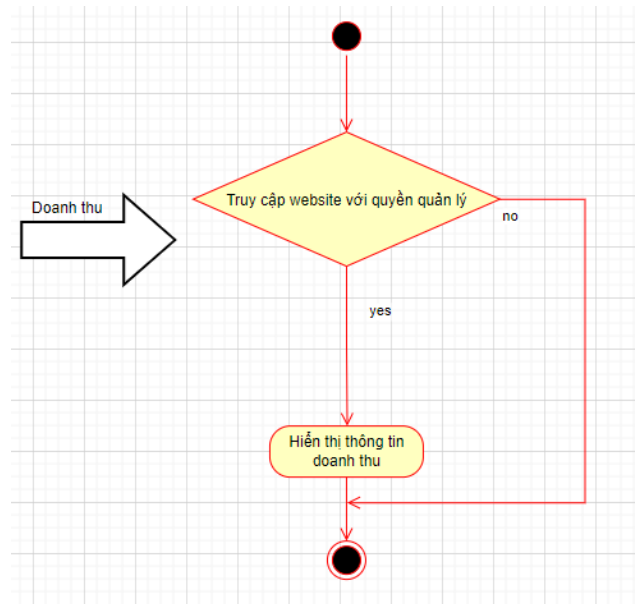 Doanh thu
Truy cập website với quyền quản lý
no
yes
Hiển thị thông tin
doanh thu